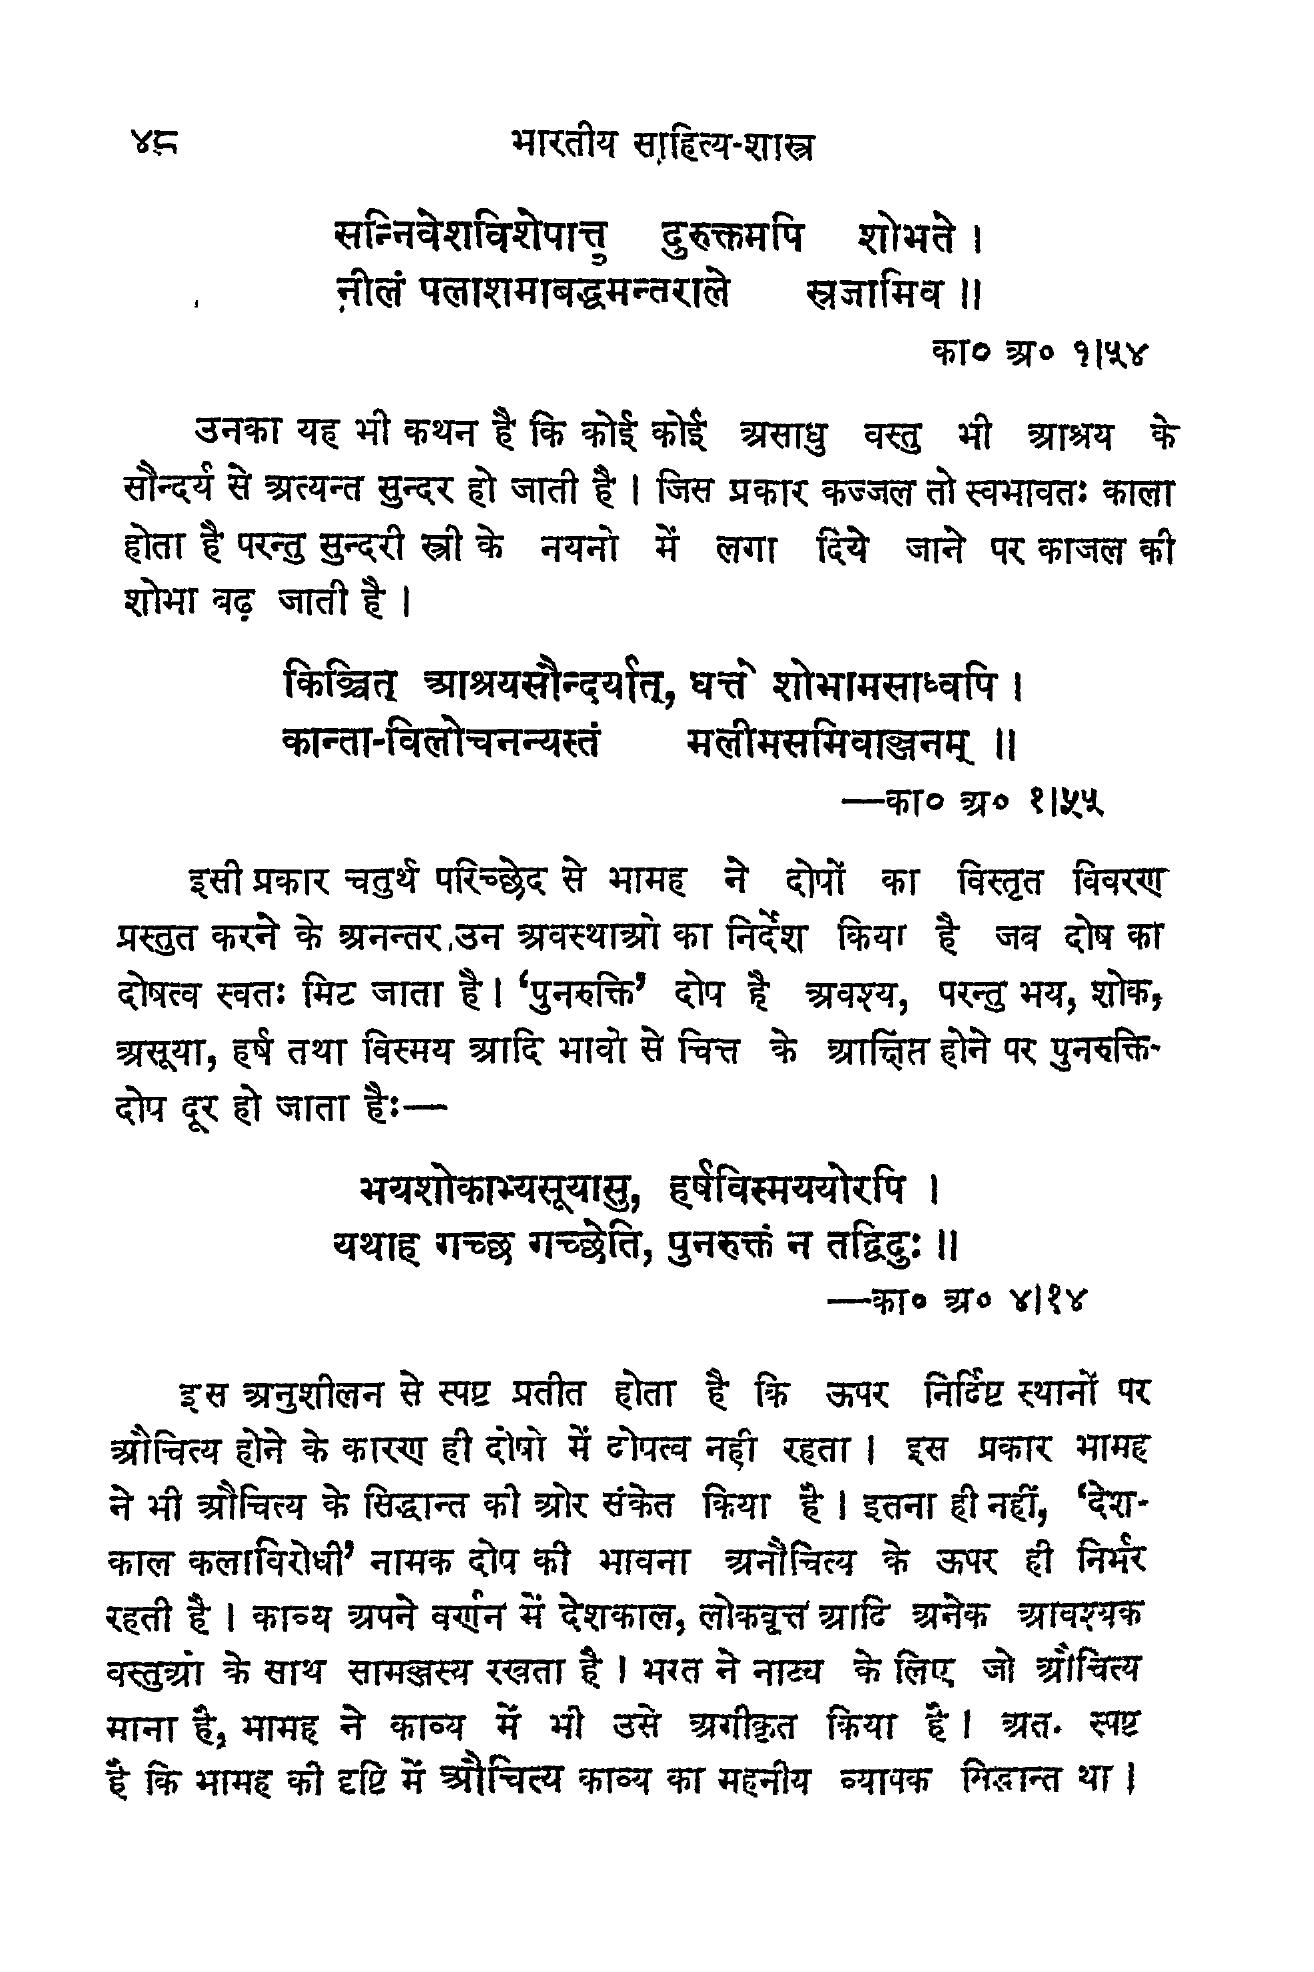 ४८ भारतीय साहित्य-शास्त्र
सन्निवेशविशेषात्तु दुरुक्तमपि शोभते ।
नीलं पलाशमाबद्धमन्तराले स्रजामिव ॥
का० अ० १।५४
उनका यह भी कथन है कि कोई कोई असाधु वस्तु भी आश्रय के
सौन्दर्य से अत्यन्त सुन्दर हो जाती है । जिस प्रकार कज्जल तो स्वभावतः काला
होता है परन्तु सुन्दरी स्त्री के नयनो में लगा दिये जाने पर काजल की
शोभा बढ़ जाती है ।
किञ्चित् आश्रयसौन्दर्यात्, धत्ते शोभामसाध्वपि ।
कान्ता-विलोचनन्यस्तं मलीमसमिवाञ्जनम् ॥
—का० अ० १।५५
इसी प्रकार चतुर्थ परिच्छेद से भामह ने दोषों का विस्तृत विवरण
प्रस्तुत करने के अनन्तर उन अवस्थाओ का निर्देश किया है जब दोष का
दोषत्व स्वतः मिट जाता है । ‘पुनरुक्ति’ दोष है अवश्य, परन्तु भय, शोक,
असूया, हर्ष तथा विस्मय आदि भावो से चित्त के आक्षिप्त होने पर पुनरुक्ति-
दोष दूर हो जाता हैः—
भयशोकाभ्यसूयासु, हर्षविस्मययोरपि ।
यथाह गच्छ गच्छेति, पुनरुक्तं न तद्विदुः ॥
—का० अ० ४।१४
इस अनुशीलन से स्पष्ट प्रतीत होता है कि ऊपर निर्दिष्ट स्थानों पर
औचित्य होने के कारण ही दोषो में दोषत्व नही रहता । इस प्रकार भामह
ने भी औचित्य के सिद्धान्त की ओर संकेत किया है । इतना ही नहीं, ‘देश-
काल कलाविरोधी’ नामक दोष की भावना अनौचित्य के ऊपर ही निर्भर
रहती है । काव्य अपने वर्णन में देशकाल, लोकवृत्त आदि अनेक आवश्यक
वस्तुओं के साथ सामञ्जस्य रखता है । भरत ने नाट्य के लिए जो औचित्य
माना है, भामह ने काव्य में भी उसे अगीकृत किया है । अत. स्पष्ट
है कि भामह की दृष्टि में औचित्य काव्य का महनीय व्यापक सिद्धान्त था ।